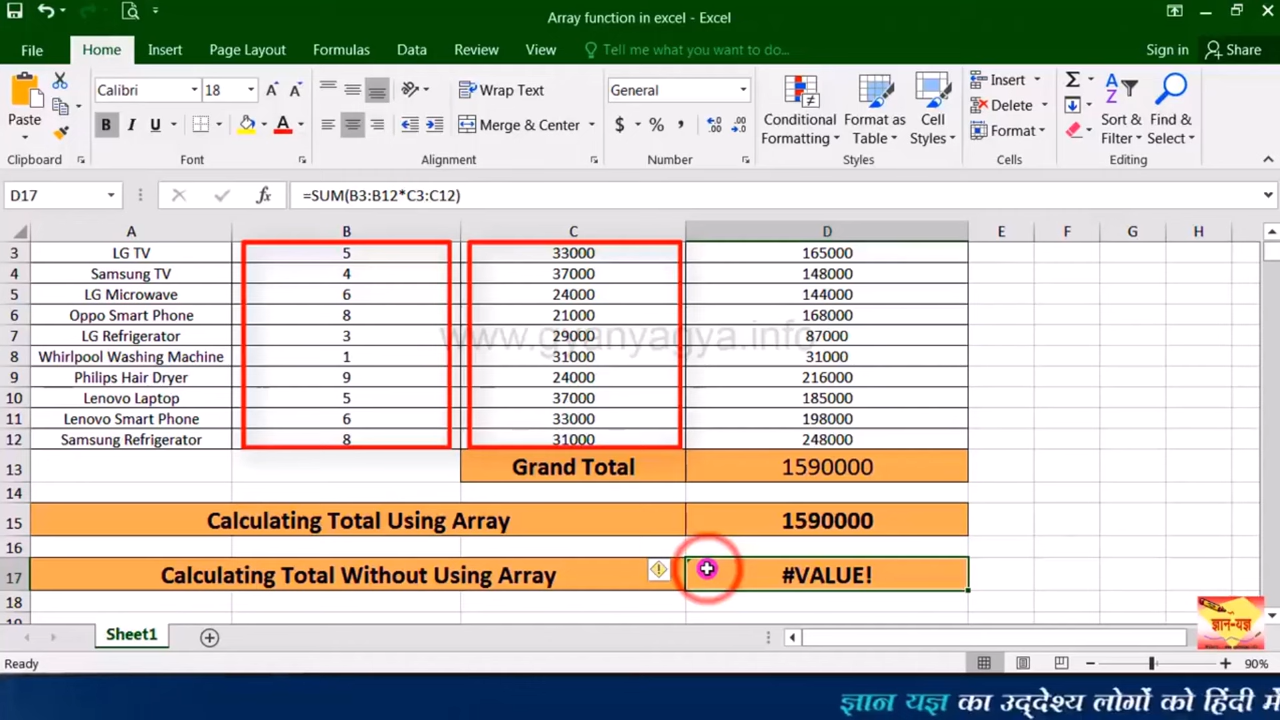 Array function in excel - Excel
File Home Insert Page Layout Formulas Data Review View Tell me what you want to do... Sign in Share
Calibri 18 Wrap Text General Insert
Paste B I U Merge & Center $ % , Conditional Formatting Format as Table Cell Styles Delete Format Sort & Filter Find & Select
Clipboard Font Alignment Number Styles Cells Editing
D17 fx =SUM(B3:B12*C3:C12)
A B C D E F G H
3 LG TV 5 33000 165000
4 Samsung TV 4 37000 148000
5 LG Microwave 6 24000 144000
6 Oppo Smart Phone 8 21000 168000
7 LG Refrigerator 3 29000 87000
www.gyanyagya.info
8 Whirlpool Washing Machine 1 31000 31000
9 Philips Hair Dryer 9 24000 216000
10 Lenovo Laptop 5 37000 185000
11 Lenovo Smart Phone 6 33000 198000
12 Samsung Refrigerator 8 31000 248000
13 Grand Total 1590000
14
15 Calculating Total Using Array 1590000
16
17 Calculating Total Without Using Array #VALUE!
18
ज्ञान-यज्ञ
Sheet1
Ready 90%
ज्ञान यज्ञ का उद्देश्य लोगों को हिंदी में